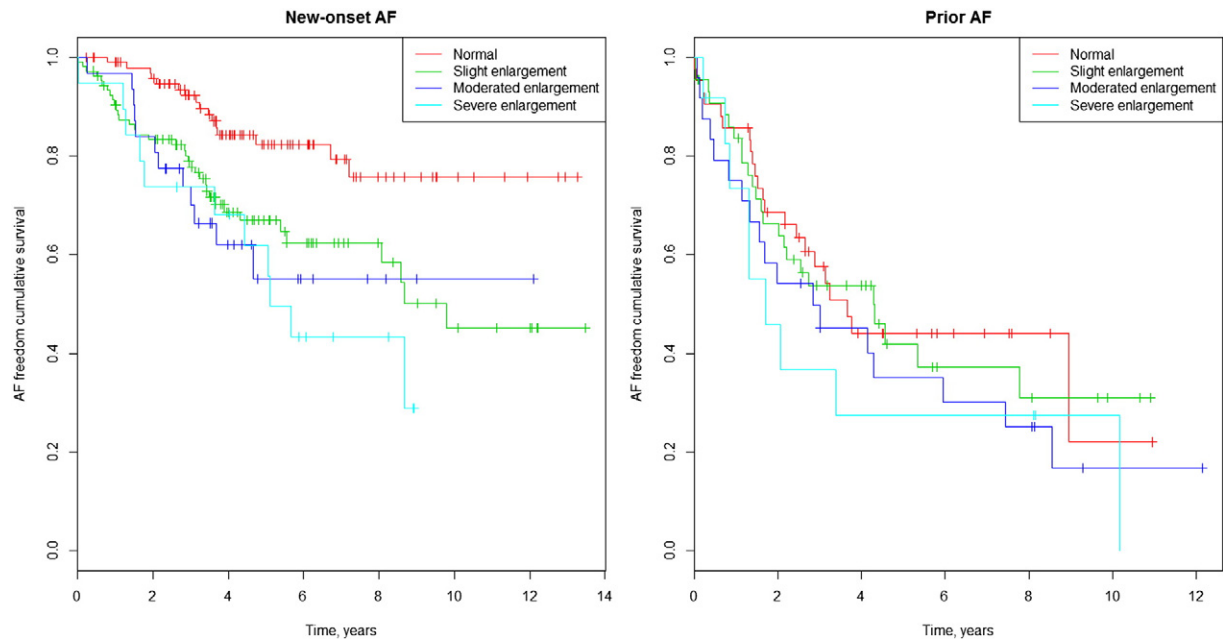 New-onset AF
Normal
Slight enlargement
Moderated enlargement
Severe enlargement
AF freedom cumulative survival
1.0
0.8
0.6
0.4
0.2
0.0
0 2 4 6 8 10 12 14
Time, years
Prior AF
Normal
Slight enlargement
Moderated enlargement
Severe enlargement
AF freedom cumulative survival
1.0
0.8
0.6
0.4
0.2
0.0
0 2 4 6 8 10 12
Time, years